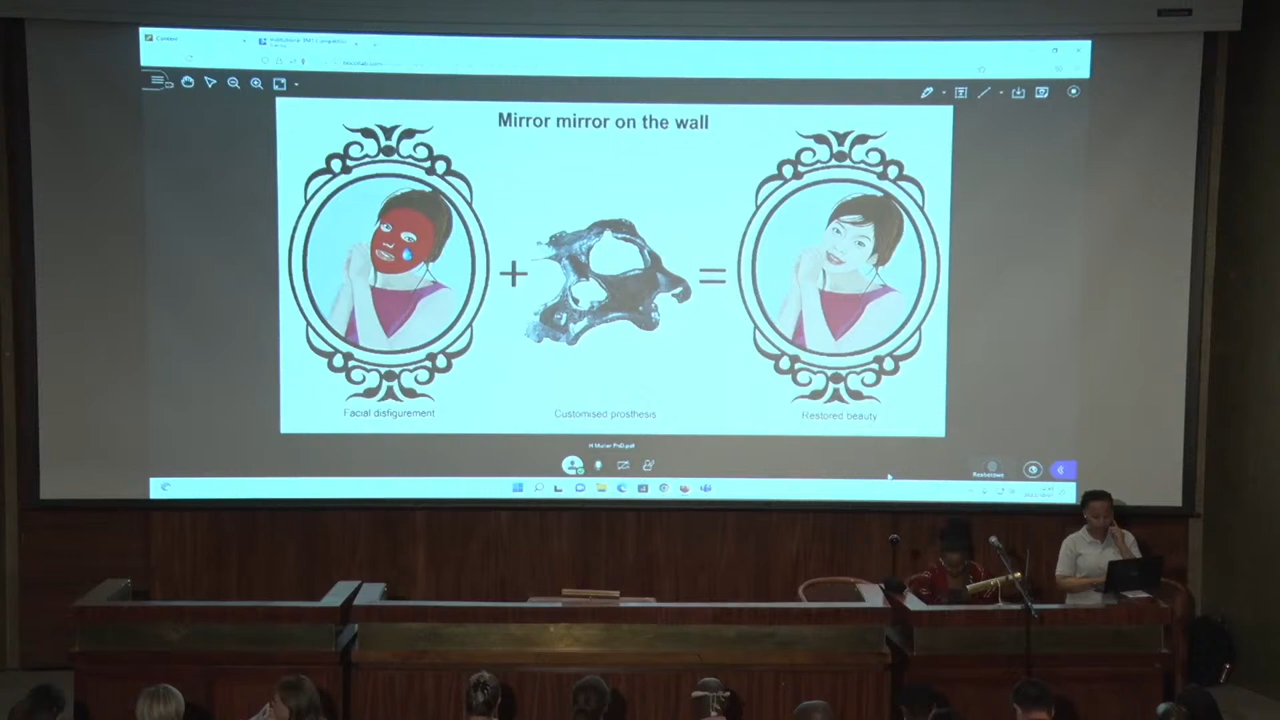 Mirror mirror on the wall
Facial disfigurement
Customised prosthesis
Restored beauty